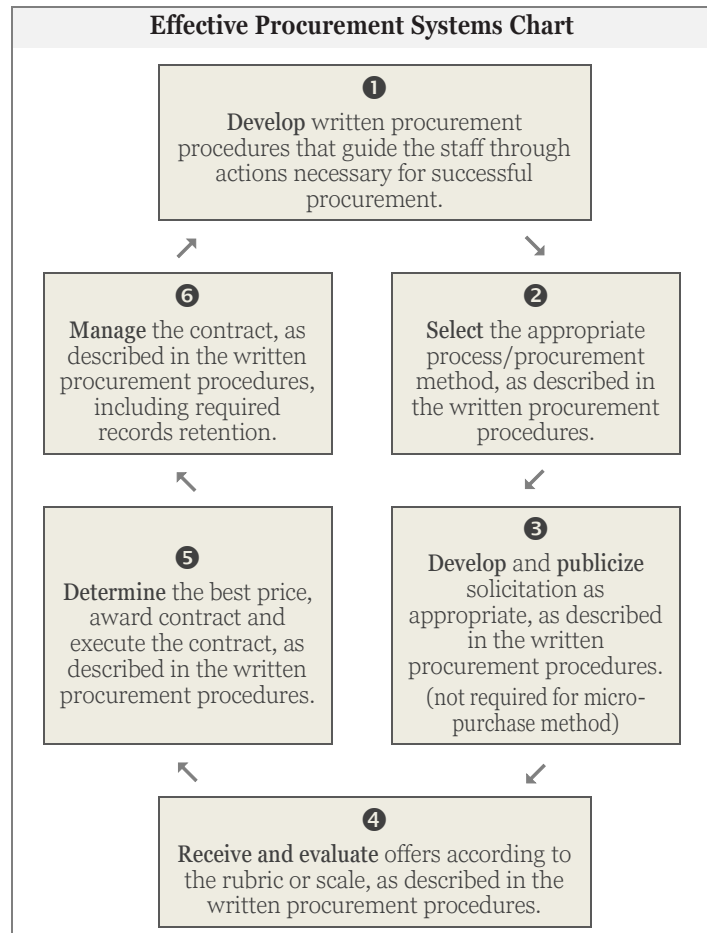 Effective Procurement Systems Chart
❶
Develop written procurement
procedures that guide the staff through
actions necessary for successful
procurement.
❷
Select the appropriate
process/procurement
method, as described in
the written procurement
procedures.
❸
Develop and publicize
solicitation as
appropriate, as described
in the written
procurement procedures.
(not required for micro-
purchase method)
❹
Receive and evaluate offers according to
the rubric or scale, as described in the
written procurement procedures.
❺
Determine the best price,
award contract and
execute the contract, as
described in the written
procurement procedures.
❻
Manage the contract, as
described in the written
procurement procedures,
including required
records retention.